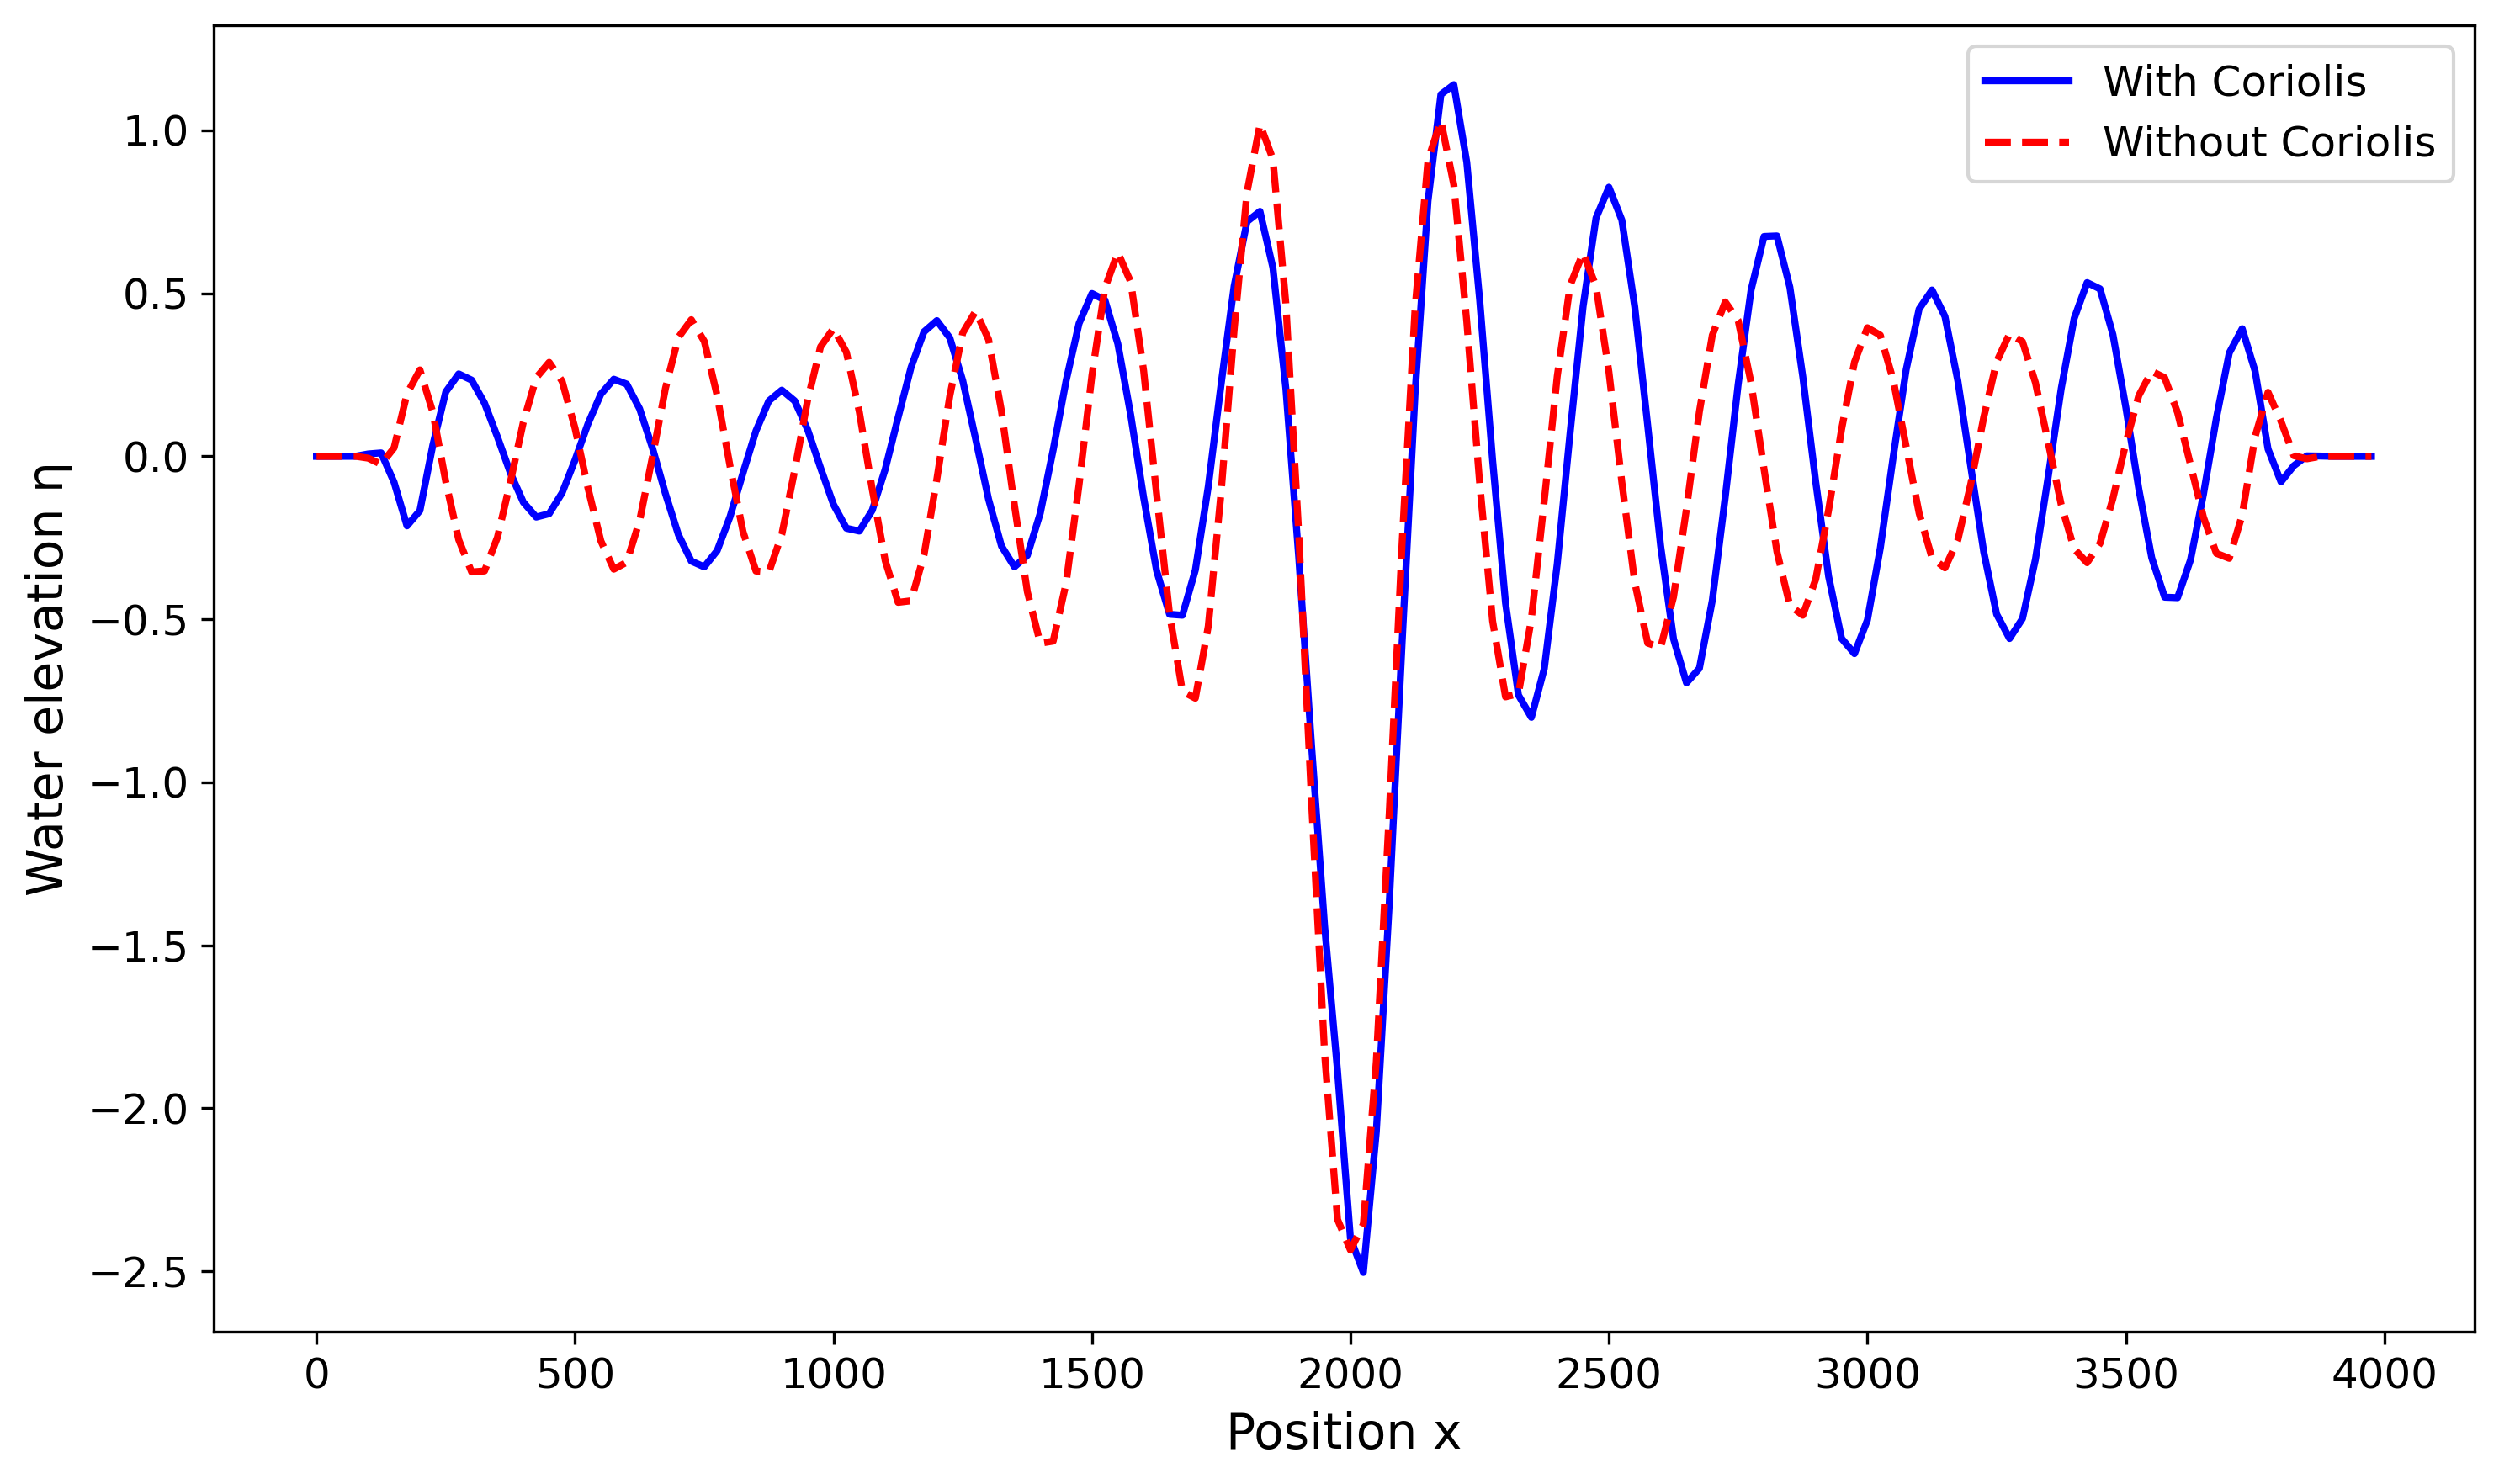 With Coriolis
Without Coriolis
Water elevation η
1.0
0.5
0.0
−0.5
−1.0
−1.5
−2.0
−2.5
0 500 1000 1500 2000 2500 3000 3500 4000
Position x